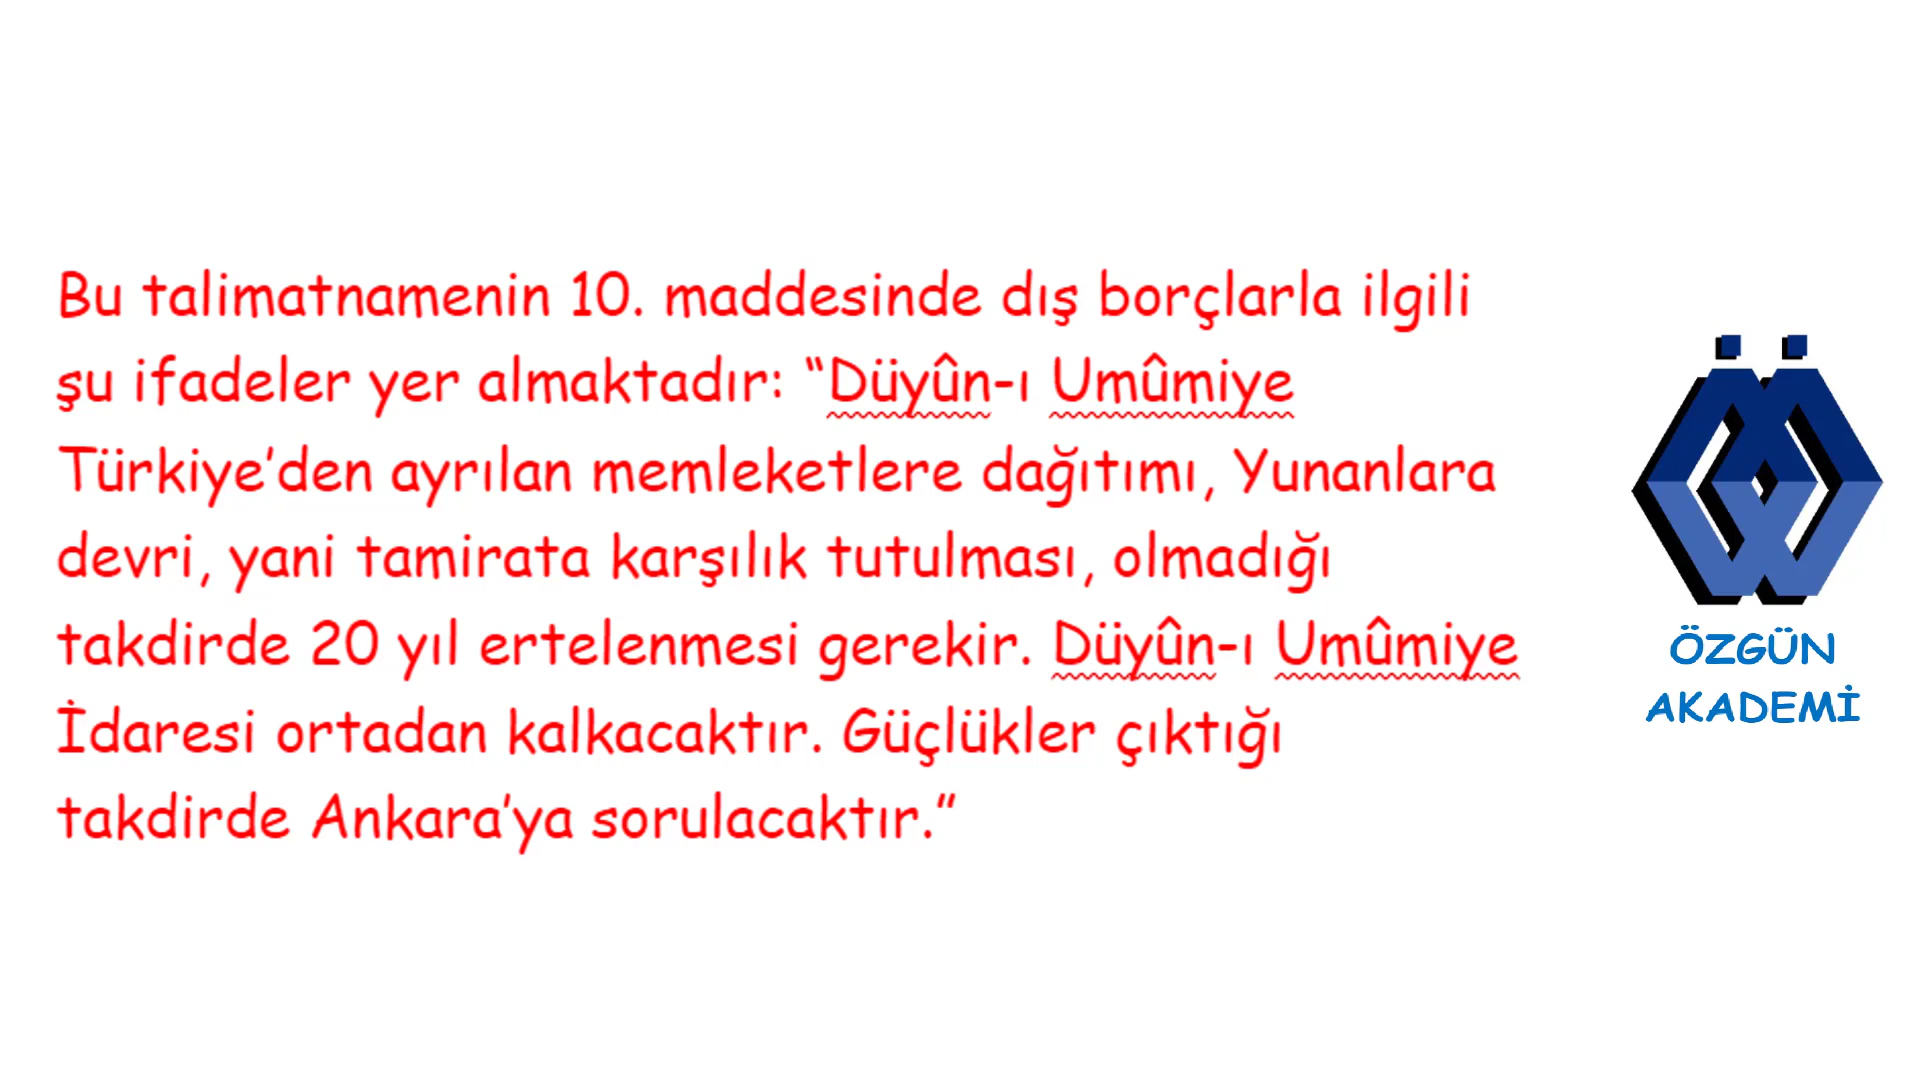 Bu talimatnamenin 10. maddesinde dış borçlarla ilgili
şu ifadeler yer almaktadır: “Düyûn-ı Umûmiye
Türkiye’den ayrılan memleketlere dağıtımı, Yunanlara
devri, yani tamirata karşılık tutulması, olmadığı
takdirde 20 yıl ertelenmesi gerekir. Düyûn-ı Umûmiye
İdaresi ortadan kalkacaktır. Güçlükler çıktığı
takdirde Ankara’ya sorulacaktır.”
ÖZGÜN
AKADEMİ